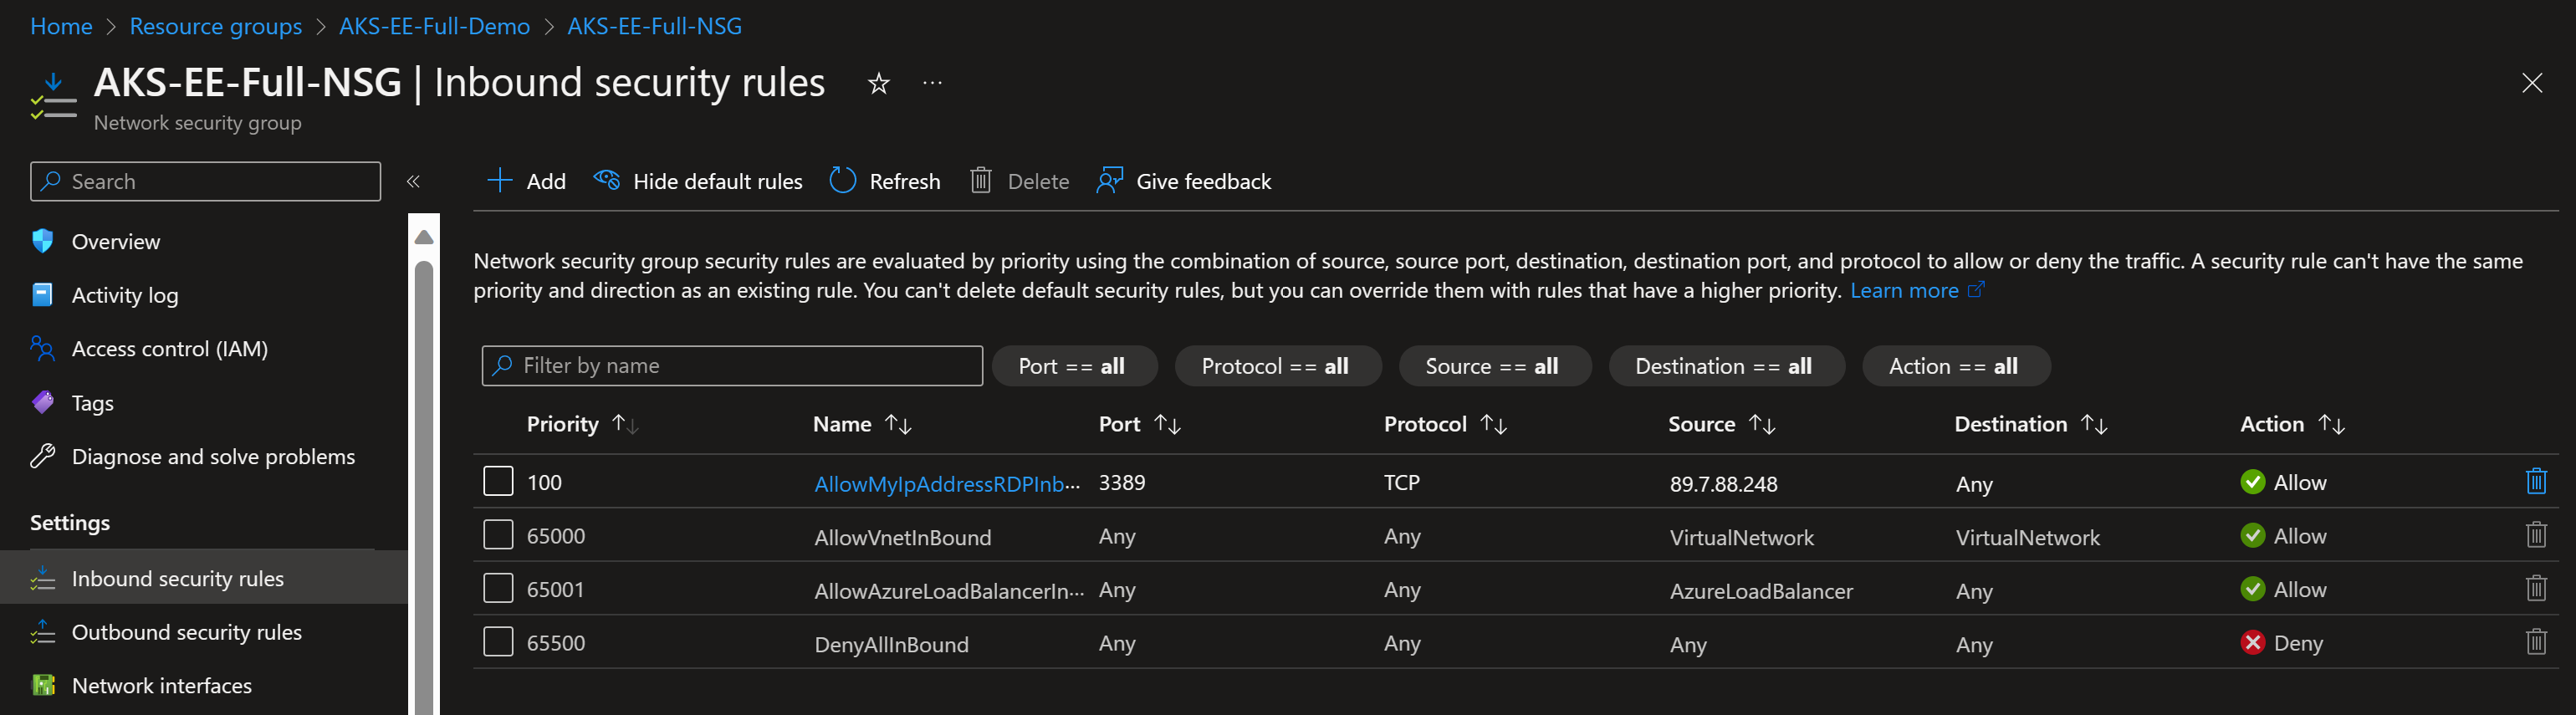 Home > Resource groups > AKS-EE-Full-Demo > AKS-EE-Full-NSG
AKS-EE-Full-NSG | Inbound security rules
Network security group
Search
Overview
Activity log
Access control (IAM)
Tags
Diagnose and solve problems
Settings
Inbound security rules
Outbound security rules
Network interfaces
Add Hide default rules Refresh Delete Give feedback
Network security group security rules are evaluated by priority using the combination of source, source port, destination, destination port, and protocol to allow or deny the traffic. A security rule can't have the same
priority and direction as an existing rule. You can't delete default security rules, but you can override them with rules that have a higher priority. Learn more
Filter by name Port == all Protocol == all Source == all Destination == all Action == all
Priority Name Port Protocol Source Destination Action
100 AllowMyIpAddressRDPInb... 3389 TCP 89.7.88.248 Any Allow
65000 AllowVnetInBound Any Any VirtualNetwork VirtualNetwork Allow
65001 AllowAzureLoadBalancerIn... Any Any AzureLoadBalancer Any Allow
65500 DenyAllInBound Any Any Any Any Deny